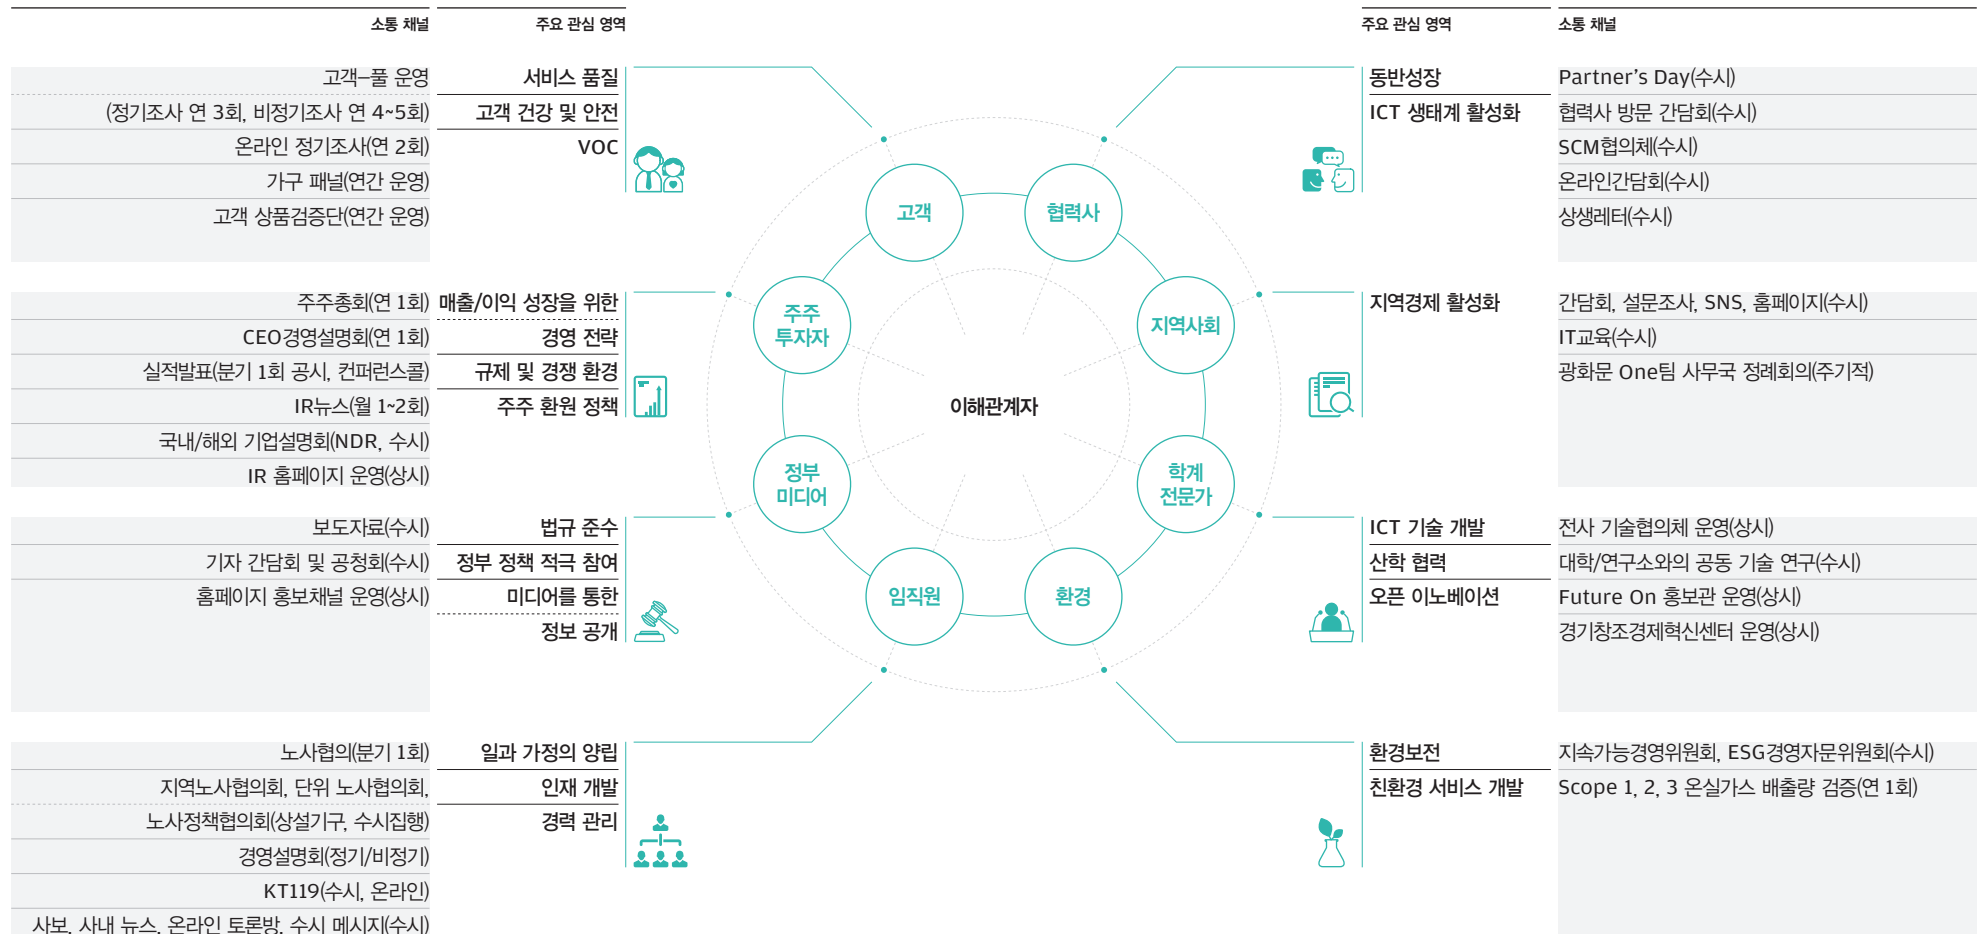 소통 채널
주요 관심 영역
고객–풀 운영
(정기조사 연 3회, 비정기조사 연 4~5회)
온라인 정기조사(연 2회)
가구 패널(연간 운영)
고객 상품검증단(연간 운영)
서비스 품질
고객 건강 및 안전
VOC
주주총회(연 1회)
CEO경영설명회(연 1회)
실적발표(분기 1회 공시, 컨퍼런스콜)
IR뉴스(월 1~2회)
국내/해외 기업설명회(NDR, 수시)
IR 홈페이지 운영(상시)
매출/이익 성장을 위한
경영 전략
규제 및 경쟁 환경
주주 환원 정책
보도자료(수시)
기자 간담회 및 공청회(수시)
홈페이지 홍보채널 운영(상시)
법규 준수
정부 정책 적극 참여
미디어를 통한
정보 공개
노사협의(분기 1회)
지역노사협의회, 단위 노사협의회,
노사정책협의회(상설기구, 수시집행)
경영설명회(정기/비정기)
KT119(수시, 온라인)
사보, 사내 뉴스, 온라인 토론방, 수시 메시지(수시)
일과 가정의 양립
인재 개발
경력 관리
고객
협력사
주주
투자자
지역사회
이해관계자
정부
미디어
학계
전문가
임직원
환경
주요 관심 영역
소통 채널
동반성장
ICT 생태계 활성화
Partner's Day(수시)
협력사 방문 간담회(수시)
SCM협의체(수시)
온라인간담회(수시)
상생레터(수시)
지역경제 활성화
간담회, 설문조사, SNS, 홈페이지(수시)
IT교육(수시)
광화문 One팀 사무국 정례회의(주기적)
ICT 기술 개발
산학 협력
오픈 이노베이션
전사 기술협의체 운영(상시)
대학/연구소와의 공동 기술 연구(수시)
Future On 홍보관 운영(상시)
경기창조경제혁신센터 운영(상시)
환경보전
친환경 서비스 개발
지속가능경영위원회, ESG경영자문위원회(수시)
Scope 1, 2, 3 온실가스 배출량 검증(연 1회)